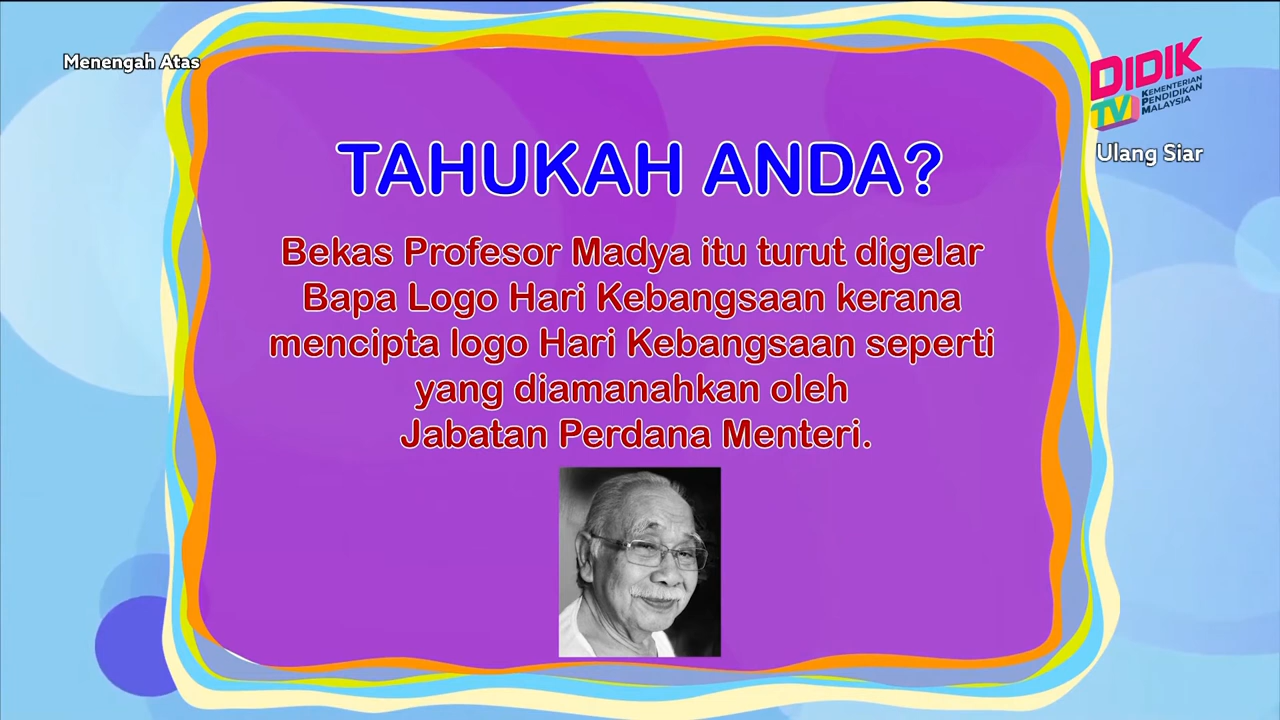 Menengah Atas
DIDIK
TV
KEMENTERIAN
PENDIDIKAN
MALAYSIA
Ulang Siar
TAHUKAH ANDA?
Bekas Profesor Madya itu turut digelar
Bapa Logo Hari Kebangsaan kerana
mencipta logo Hari Kebangsaan seperti
yang diamanahkan oleh
Jabatan Perdana Menteri.